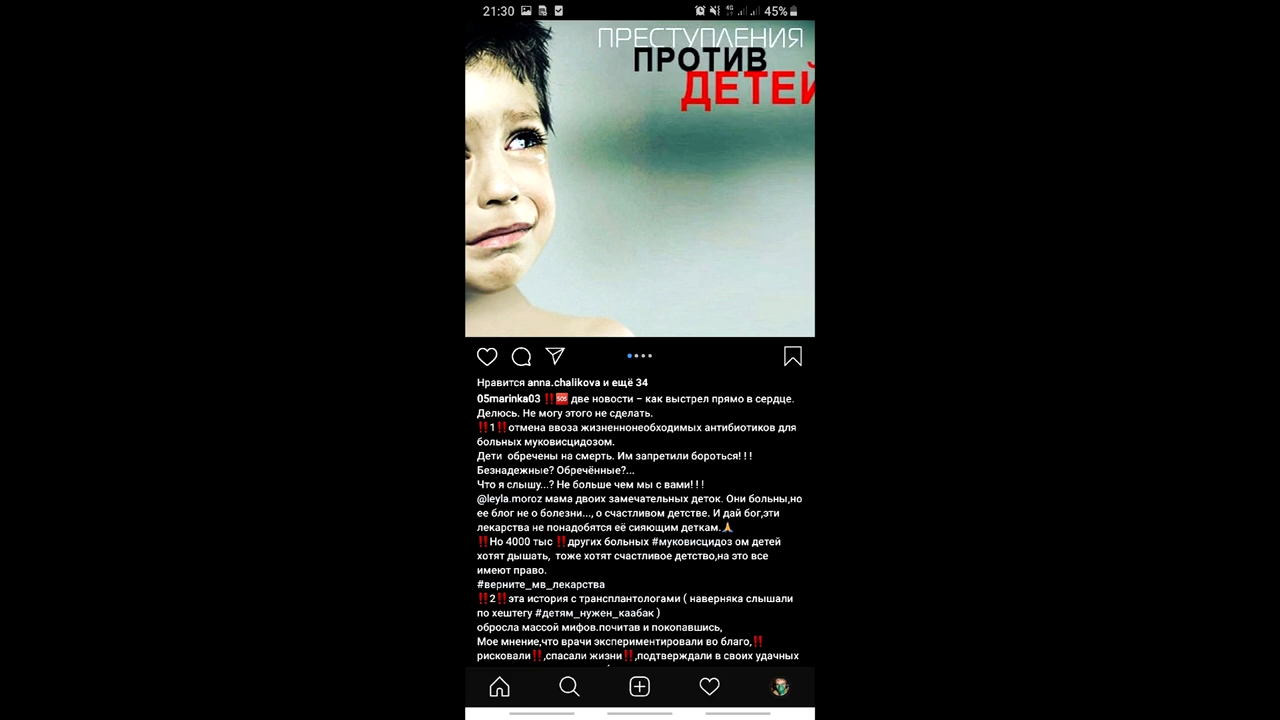 21:30
4G
45%
ПРЕСТУПЛЕНИЯ
ПРОТИВ
ДЕТЕЙ
Нравится anna.chalikova и ещё 34
05marinka03 ‼️🆘 две новости – как выстрел прямо в сердце.
Делюсь. Не могу этого не сделать.
‼️1‼️отмена ввоза жизненнонеобходимых антибиотиков для
больных муковисцидозом.
Дети обречены на смерть. Им запретили бороться! ! !
Безнадежные? Обречённые?...
Что я слышу...? Не больше чем мы с вами! ! !
@leyla.moroz мама двоих замечательных деток. Они больны,но
ее блог не о болезни..., о счастливом детстве. И дай бог,эти
лекарства не понадобятся её сияющим деткам.🙏
‼️Но 4000 тыс ‼️других больных #муковисцидоз ом детей
хотят дышать, тоже хотят счастливое детство,на это все
имеют право.
#верните_мв_лекарства
‼️2‼️эта история с трансплантологами ( наверняка слышали
по хештегу #детям_нужен_каабак )
обросла массой мифов.почитав и покопавшись,
Мое мнение,что врачи экспериментировали во благо,‼️
рисковали‼️,спасали жизни‼️,подтверждали в своих удачных